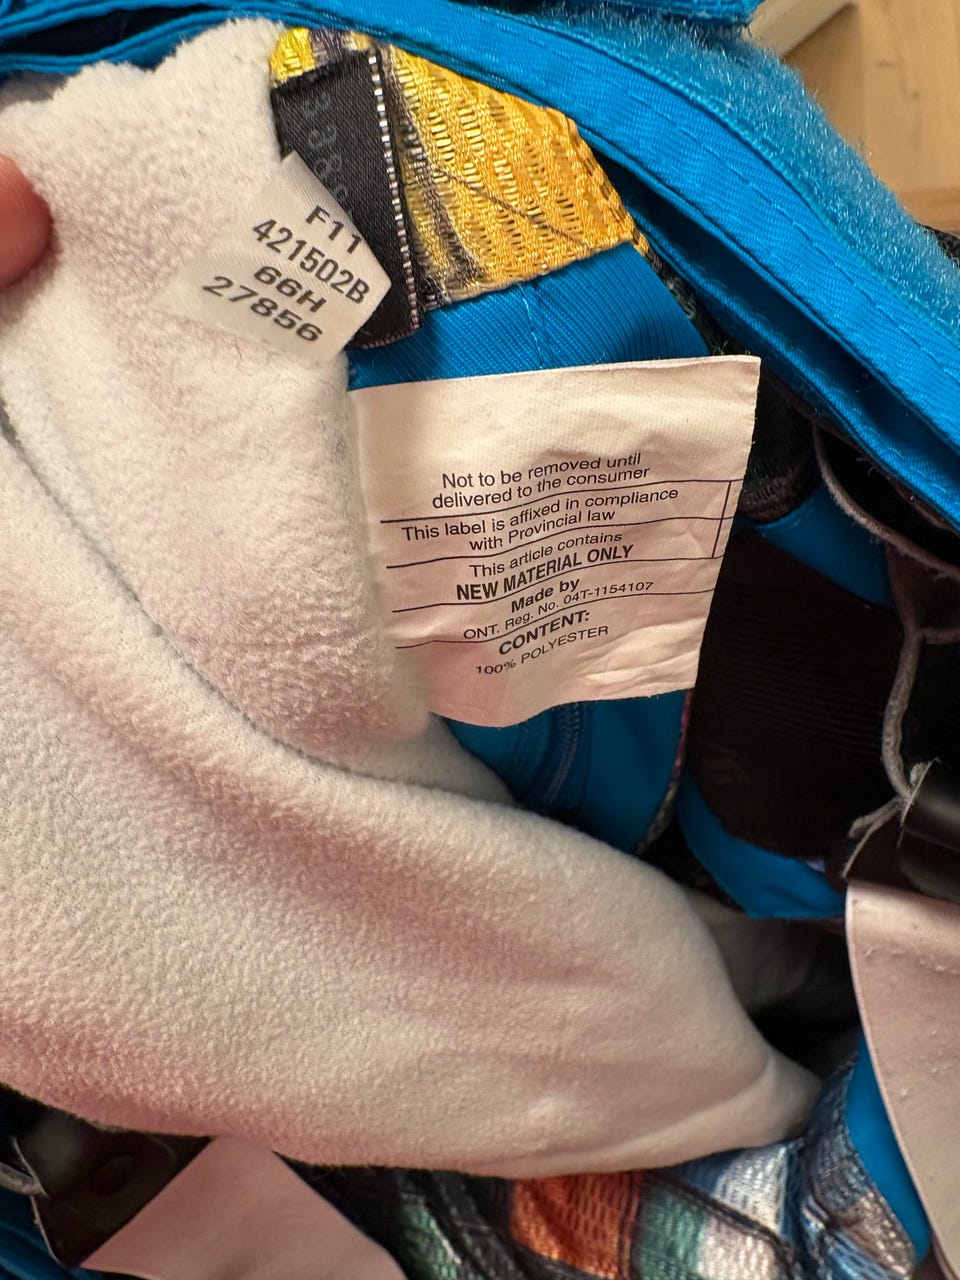 F11
421502B
66H
27856
Not to be removed until
delivered to the consumer
This label is affixed in compliance
with Provincial law
This article contains
NEW MATERIAL ONLY
Made by
ONT. Reg. No. 04T-1154107
CONTENT:
100% POLYESTER